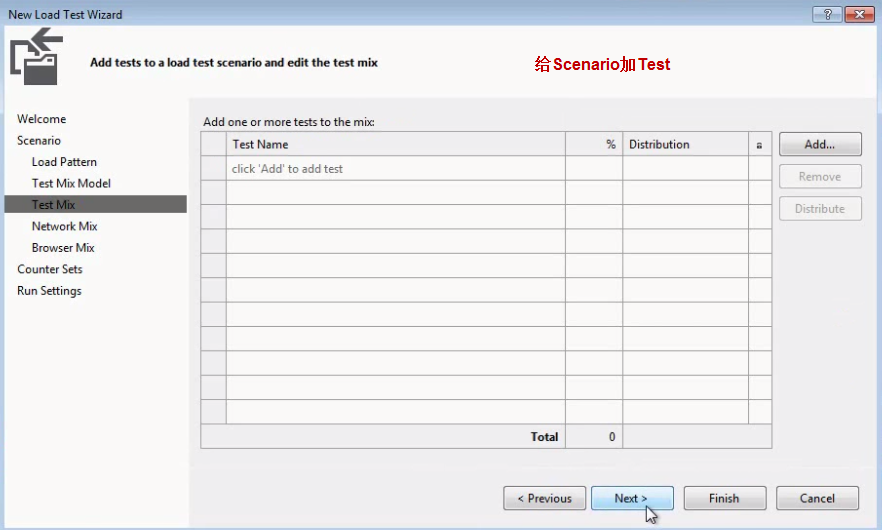 New Load Test Wizard
?
Add tests to a load test scenario and edit the test mix
给Scenario加Test
Welcome
Scenario
Load Pattern
Test Mix Model
Test Mix
Network Mix
Browser Mix
Counter Sets
Run Settings
Add one or more tests to the mix:
Test Name % Distribution
click 'Add' to add test
Total 0
Add...
Remove
Distribute
< Previous Next > Finish Cancel